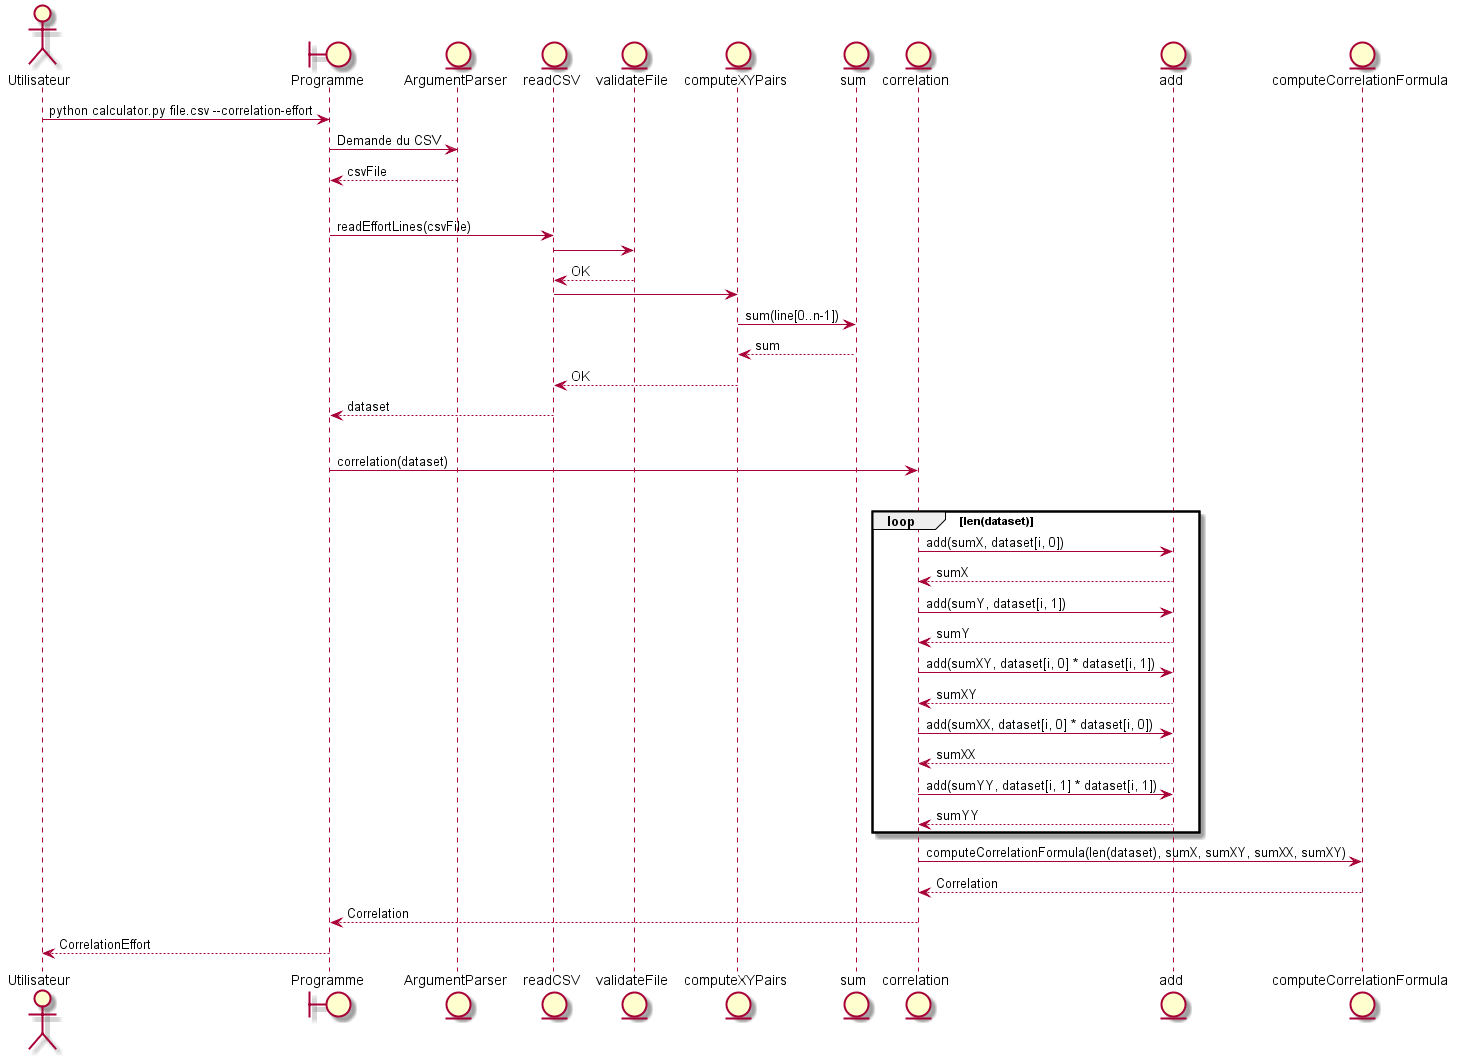 Utilisateur
Programme
ArgumentParser
readCSV
validateFile
computeXYPairs
sum
correlation
add
computeCorrelationFormula
python calculator.py file.csv --correlation-effort
Demande du CSV
csvFile
readEffortLines(csvFile)
OK
sum(line[0..n-1])
sum
OK
dataset
correlation(dataset)
loop [len(dataset)]
add(sumX, dataset[i, 0])
sumX
add(sumY, dataset[i, 1])
sumY
add(sumXY, dataset[i, 0] * dataset[i, 1])
sumXY
add(sumXX, dataset[i, 0] * dataset[i, 0])
sumXX
add(sumYY, dataset[i, 1] * dataset[i, 1])
sumYY
computeCorrelationFormula(len(dataset), sumX, sumXY, sumXX, sumXY)
Correlation
Correlation
CorrelationEffort
Utilisateur
Programme
ArgumentParser
readCSV
validateFile
computeXYPairs
sum
correlation
add
computeCorrelationFormula